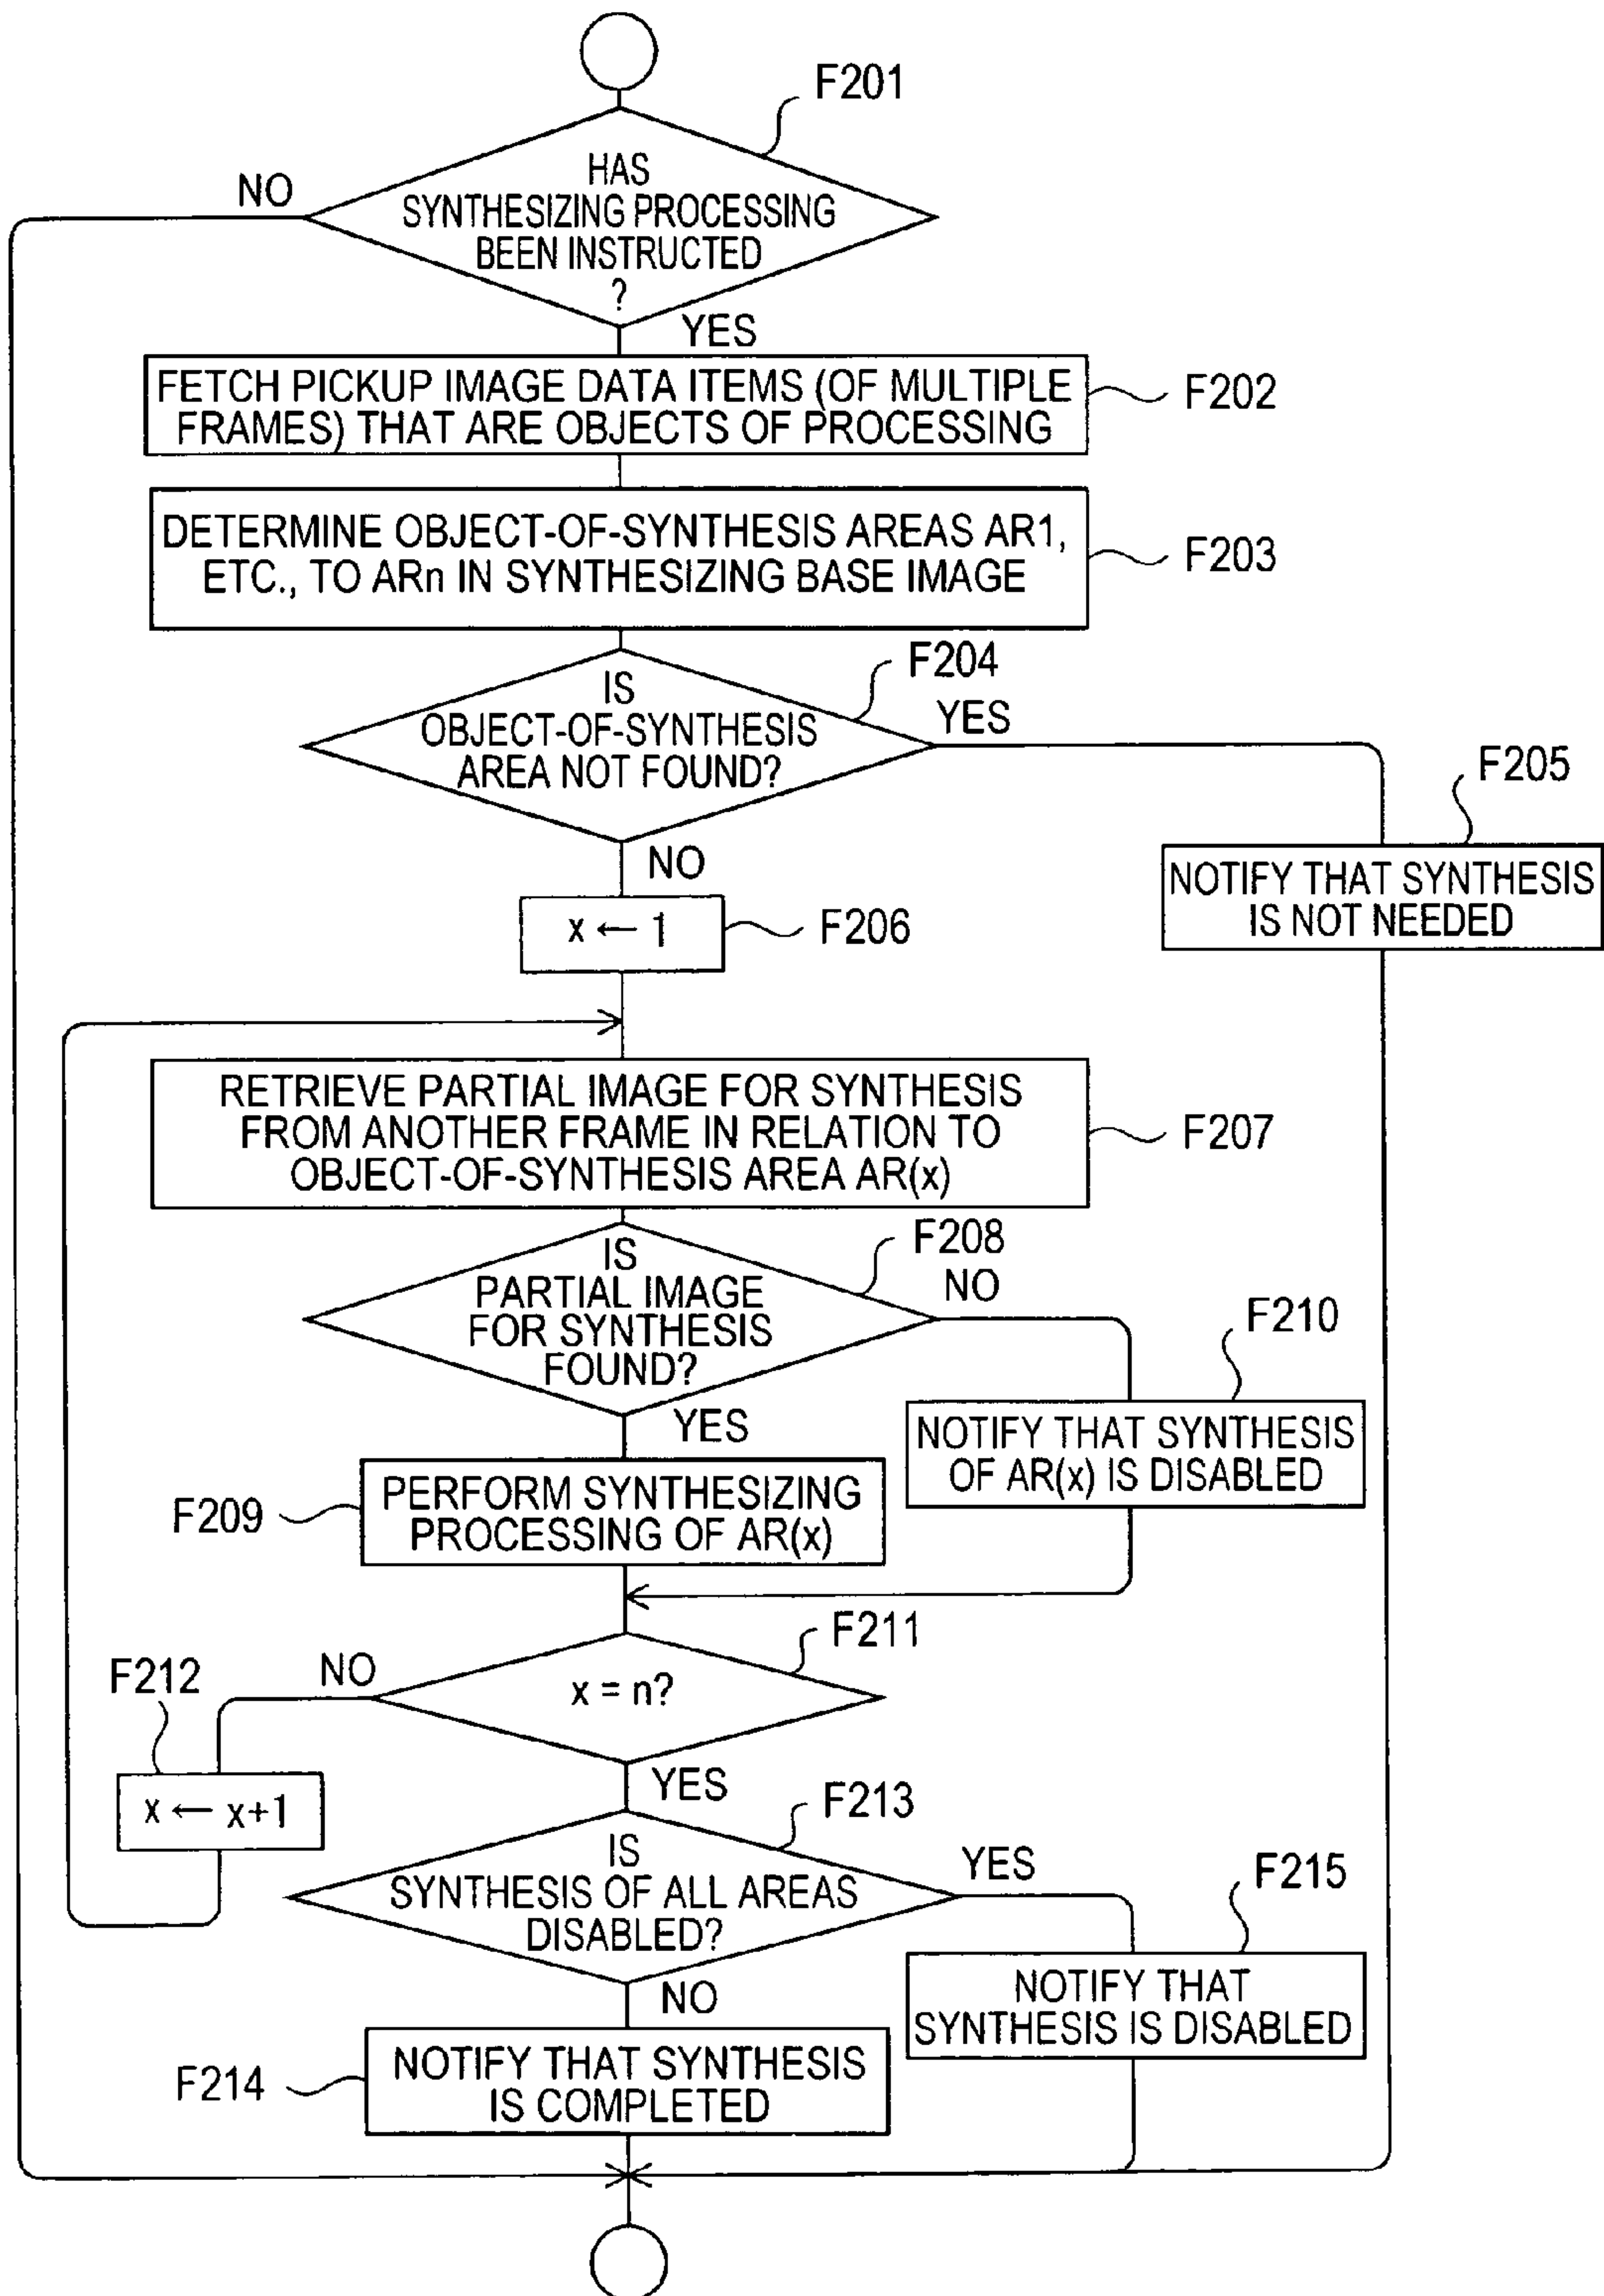 F201
HAS
SYNTHESIZING PROCESSING
BEEN INSTRUCTED
?
NO
YES
FETCH PICKUP IMAGE DATA ITEMS (OF MULTIPLE
FRAMES) THAT ARE OBJECTS OF PROCESSING
F202
DETERMINE OBJECT-OF-SYNTHESIS AREAS AR1,
ETC., TO ARn IN SYNTHESIZING BASE IMAGE
F203
F204
IS
OBJECT-OF-SYNTHESIS
AREA NOT FOUND?
YES
F205
NOTIFY THAT SYNTHESIS
IS NOT NEEDED
NO
x ← 1
F206
RETRIEVE PARTIAL IMAGE FOR SYNTHESIS
FROM ANOTHER FRAME IN RELATION TO
OBJECT-OF-SYNTHESIS AREA AR(x)
F207
F208
IS
PARTIAL IMAGE
FOR SYNTHESIS
FOUND?
NO
F210
NOTIFY THAT SYNTHESIS
OF AR(x) IS DISABLED
YES
F209
PERFORM SYNTHESIZING
PROCESSING OF AR(x)
F211
x = n?
NO
F212
x ← x+1
YES
F213
IS
SYNTHESIS OF ALL AREAS
DISABLED?
YES
F215
NOTIFY THAT
SYNTHESIS IS DISABLED
NO
F214
NOTIFY THAT SYNTHESIS
IS COMPLETED